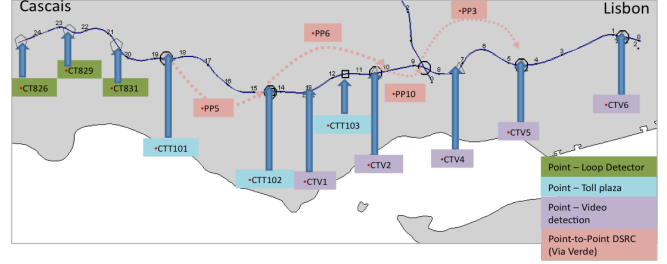 Cascais
Lisbon
•PP3
•PP6
24
23
22
21
20
19
18
17
16
15
14
13
12
11
10
9
8
7
6
5
4
3
2
1
0
•CT826
•CT829
•CT831
•PP5
•PP10
•CTT103
•CTV6
•CTV5
•CTT101
•CTV4
•CTV2
•CTT102
•CTV1
Point – Loop Detector
Point – Toll plaza
Point – Video
detection
Point-to-Point DSRC
(Via Verde)